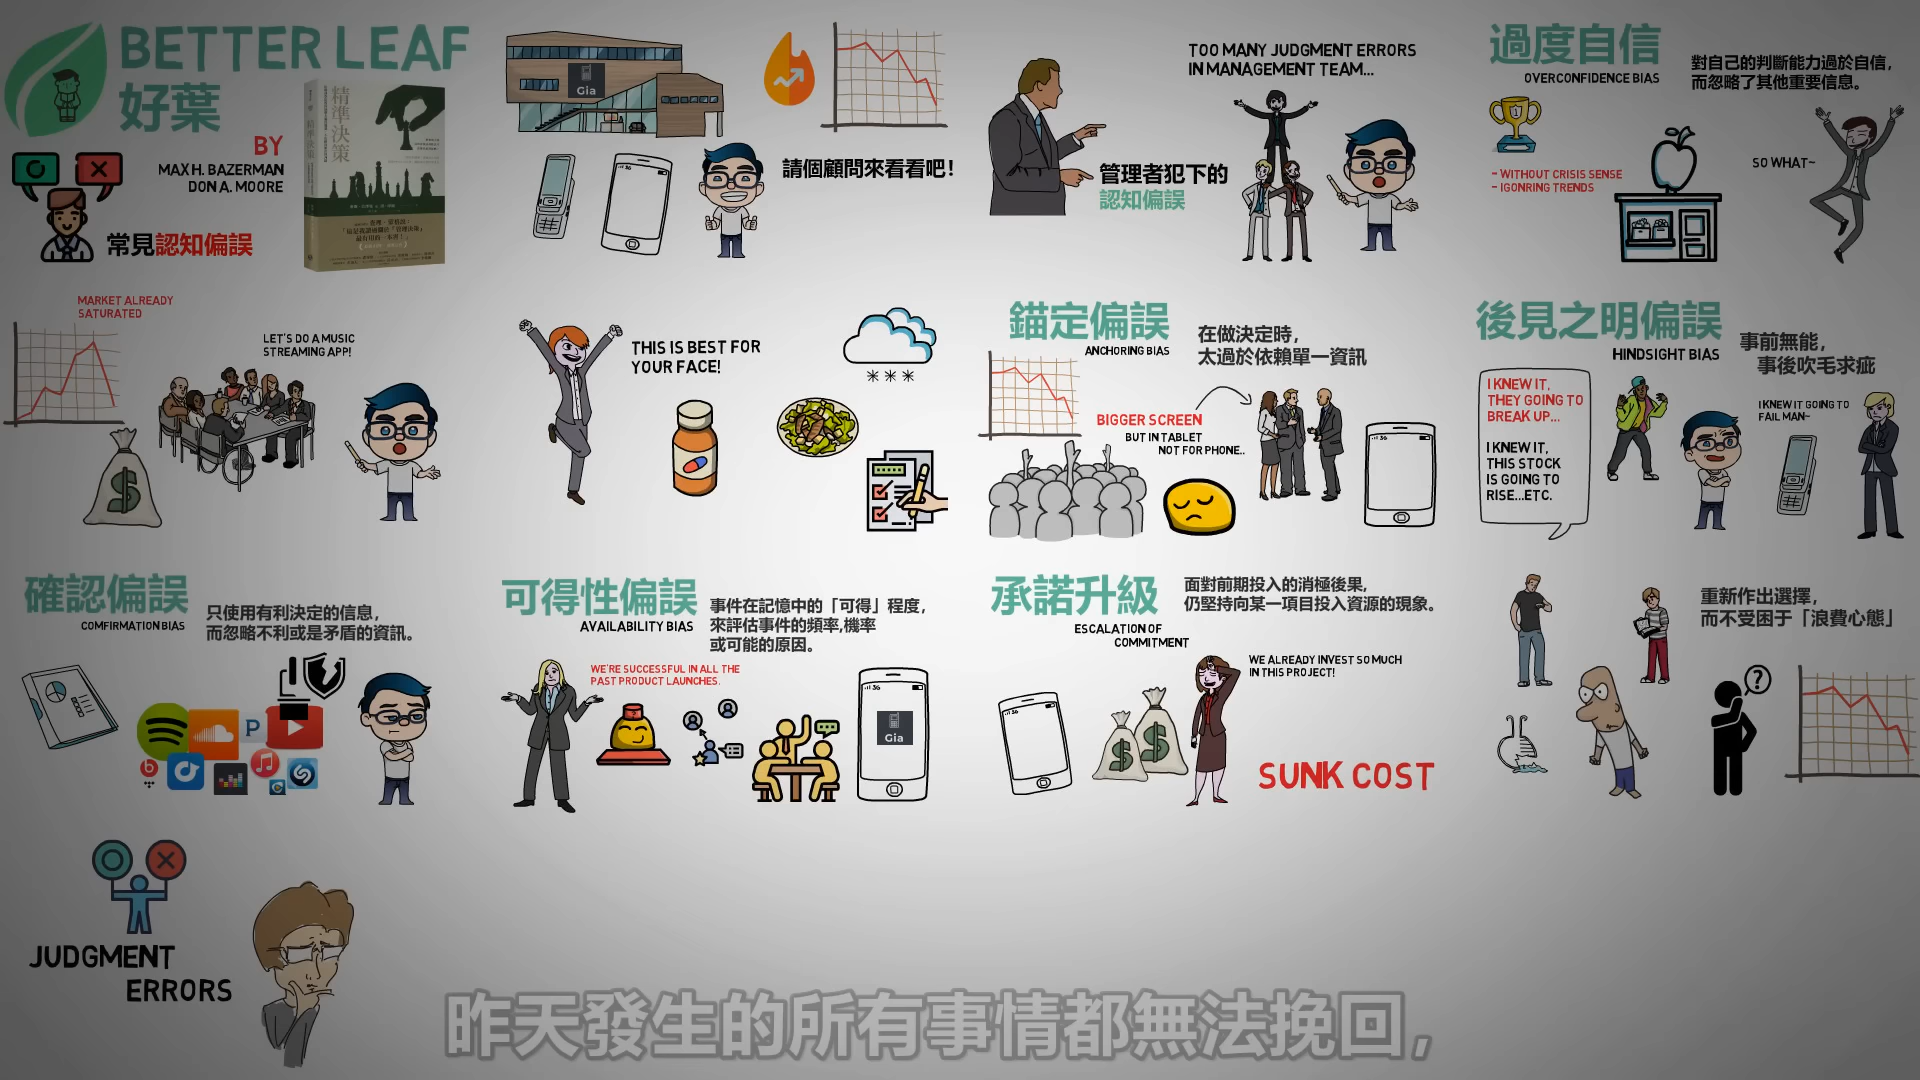 BETTER LEAF
好葉
BY
MAX H. BAZERMAN
DON A. MOORE
常見認知偏誤
精準決策
Gia
請個顧問來看看吧！
TOO MANY JUDGMENT ERRORS
IN MANAGEMENT TEAM...
管理者犯下的
認知偏誤
過度自信
OVERCONFIDENCE BIAS
對自己的判斷能力過於自信，
而忽略了其他重要信息。
SO WHAT~
- WITHOUT CRISIS SENSE
- IGONRING TRENDS
MARKET ALREADY
SATURATED
LET'S DO A MUSIC
STREAMING APP!
THIS IS BEST FOR
YOUR FACE!
錨定偏誤
ANCHORING BIAS
在做決定時，
太過於依賴單一資訊
BIGGER SCREEN
BUT IN TABLET
NOT FOR PHONE..
後見之明偏誤
HINDSIGHT BIAS
事前無能，
事後吹毛求疵
I KNEW IT,
THEY GOING TO
BREAK UP...
I KNEW IT,
THIS STOCK
IS GOING TO
RISE...ETC.
I KNEW IT GOING TO
FAIL MAN~
確認偏誤
COMFIRMATION BIAS
只使用有利決定的信息，
而忽略不利或是矛盾的資訊。
可得性偏誤
AVAILABILITY BIAS
事件在記憶中的「可得」程度，
來評估事件的頻率,機率
或可能的原因。
WE'RE SUCCESSFUL IN ALL THE
PAST PRODUCT LAUNCHES.
Gia
承諾升級
ESCALATION OF
COMMITMENT
面對前期投入的消極後果，
仍堅持向某一項目投入資源的現象。
WE ALREADY INVEST SO MUCH
IN THIS PROJECT!
SUNK COST
重新作出選擇，
而不受困于「浪費心態」
JUDGMENT
ERRORS
昨天發生的所有事情都無法挽回，